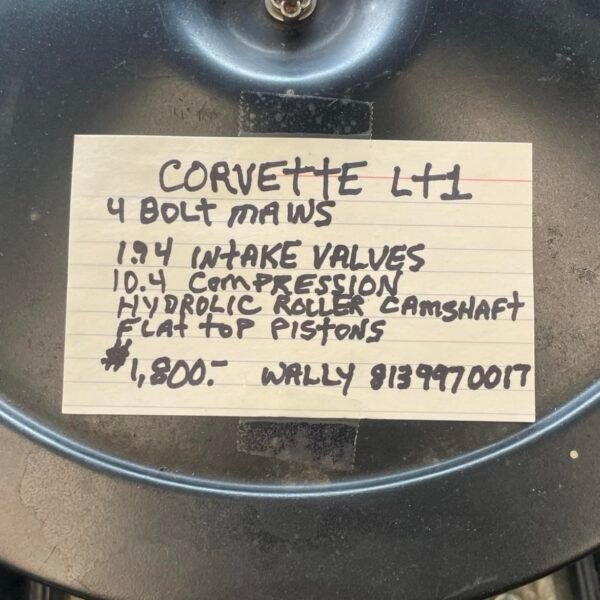 CORVETTE Lt1
4 BOLT MAINS
1.94 INTAKE VALVES
10.4 COMPRESSION
HYDROLIC ROLLER CAMSHAFT
FLAT TOP PISTONS
$1,800.- WALLY 8139970017